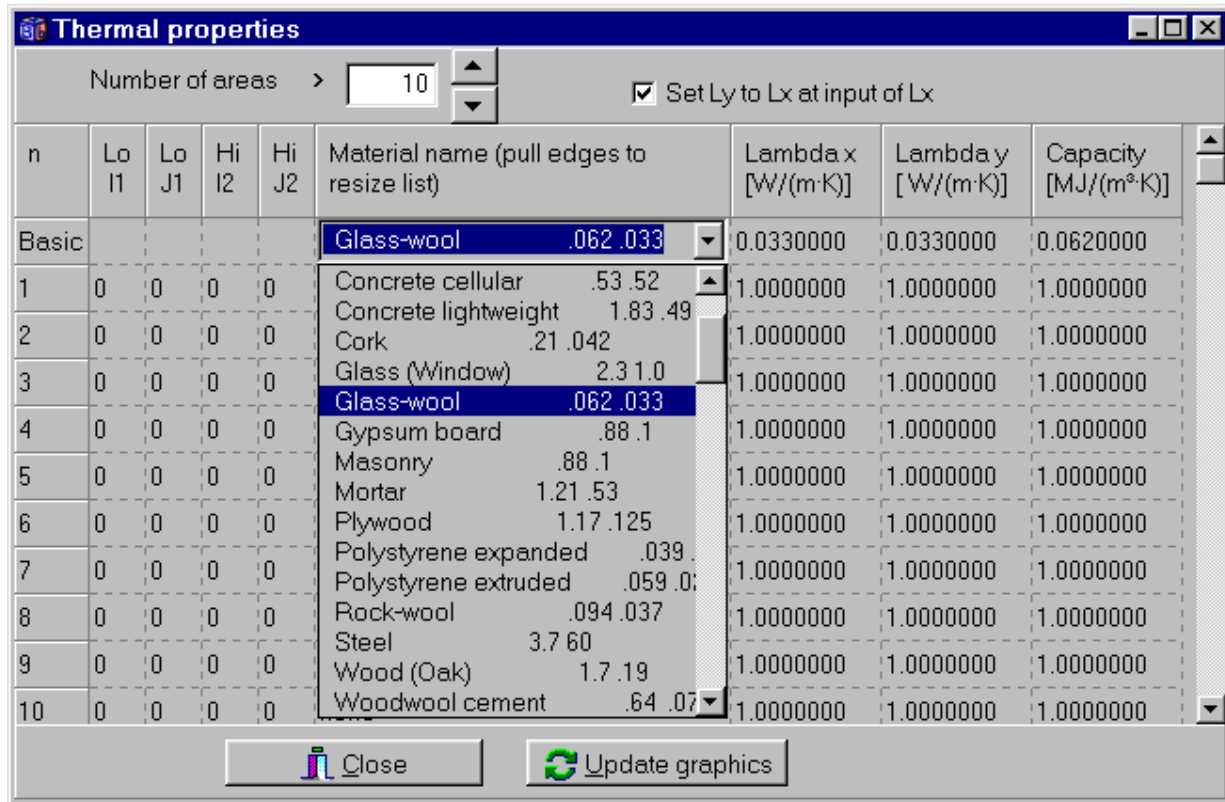 Thermal properties
Number of areas > 10
Set Ly to Lx at input of Lx
n Lo I1 Lo J1 Hi I2 Hi J2 Material name (pull edges to resize list) Lambda x [W/(m·K)] Lambda y [W/(m·K)] Capacity [MJ/(m³·K)]
Basic Glass-wool .062 .033 0.0330000 0.0330000 0.0620000
1 0 0 0 0 1.0000000 1.0000000 1.0000000
2 0 0 0 0 1.0000000 1.0000000 1.0000000
3 0 0 0 0 1.0000000 1.0000000 1.0000000
4 0 0 0 0 1.0000000 1.0000000 1.0000000
5 0 0 0 0 1.0000000 1.0000000 1.0000000
6 0 0 0 0 1.0000000 1.0000000 1.0000000
7 0 0 0 0 1.0000000 1.0000000 1.0000000
8 0 0 0 0 1.0000000 1.0000000 1.0000000
9 0 0 0 0 1.0000000 1.0000000 1.0000000
10 0 0 0 0 1.0000000 1.0000000 1.0000000
Concrete cellular .53 .52
Concrete lightweight 1.83 .49
Cork .21 .042
Glass (Window) 2.3 1.0
Glass-wool .062 .033
Gypsum board .88 .1
Masonry .88 .1
Mortar 1.21 .53
Plywood 1.17 .125
Polystyrene expanded .039 .
Polystyrene extruded .059
Rock-wool .094 .037
Steel 3.7 60
Wood (Oak) 1.7 .19
Woodwool cement .64 .07
Close
Update graphics